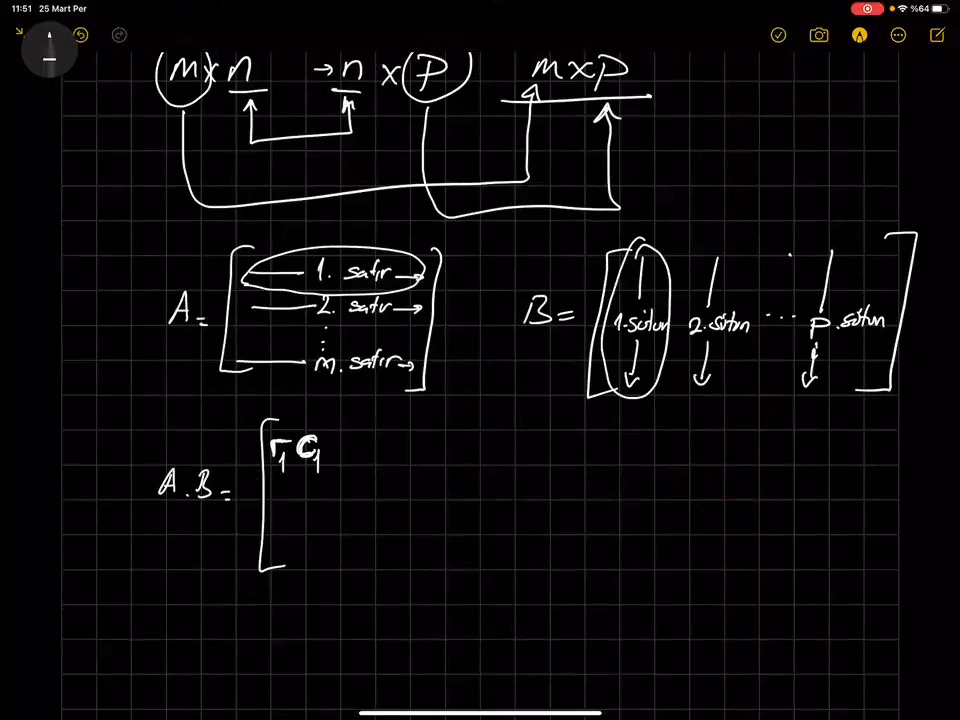 11:51 25 Mart Per %64
(m)x n → n x (p) m x p
A = [ 1. satır →
2. satır →
⋮
m. satır → ]
B = [ 1. sütun 2. sütun ... p. sütun ]
A.B = [ r₁ c₁